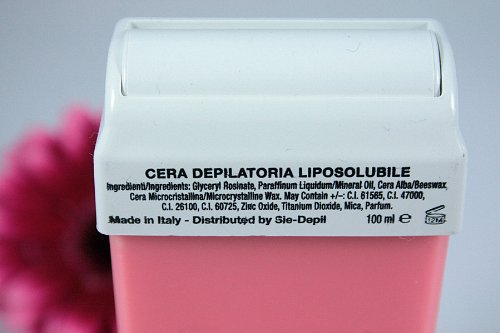 CERA DEPILATORIA LIPOSOLUBILE
Ingredienti/Ingredients: Glyceryl Rosinate, Paraffinum Liquidum/Mineral Oil, Cera Alba/Beeswax,
Cera Microcristallina/Microcrystalline Wax. May Contain +/-: C.I. 61565, C.I. 47000,
C.I. 26100, C.I. 60725, Zinc Oxide, Titanium Dioxide, Mica, Parfum.
Made in Italy - Distributed by Sie-Depil 100 ml ℮ 12M